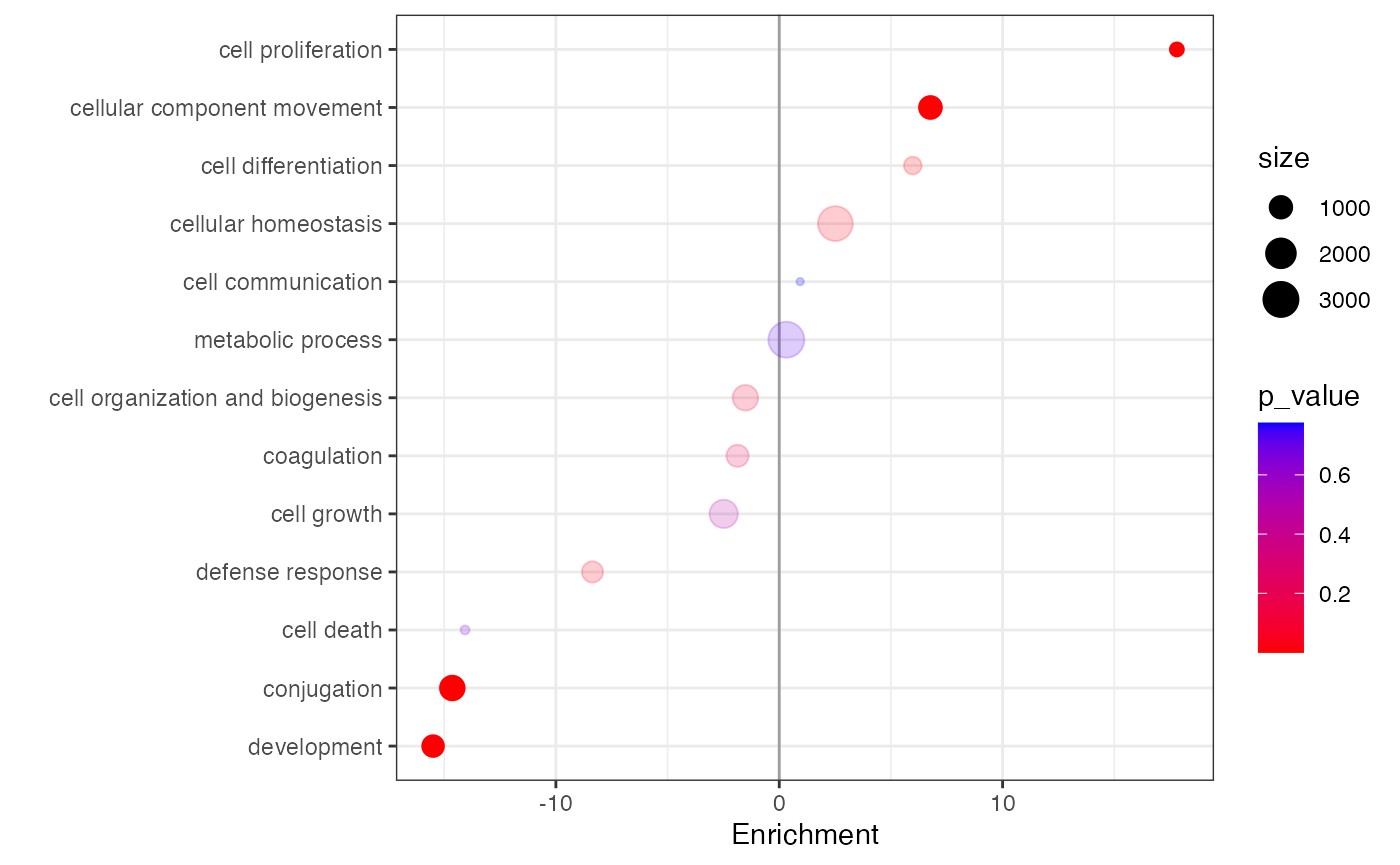 cell proliferation
cellular component movement
cell differentiation
cellular homeostasis
cell communication
metabolic process
cell organization and biogenesis
coagulation
cell growth
defense response
cell death
conjugation
development
-10 0 10
Enrichment
size
1000
2000
3000
p_value
0.6
0.4
0.2